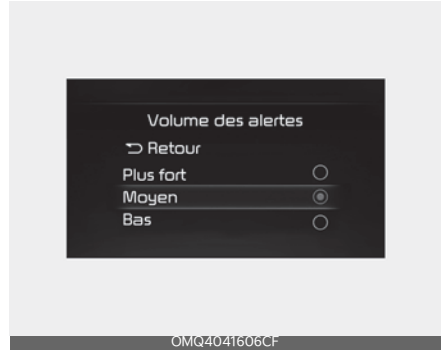 Volume des alertes
Retour
Plus fort
Moyen
Bas
OMQ4041606CF